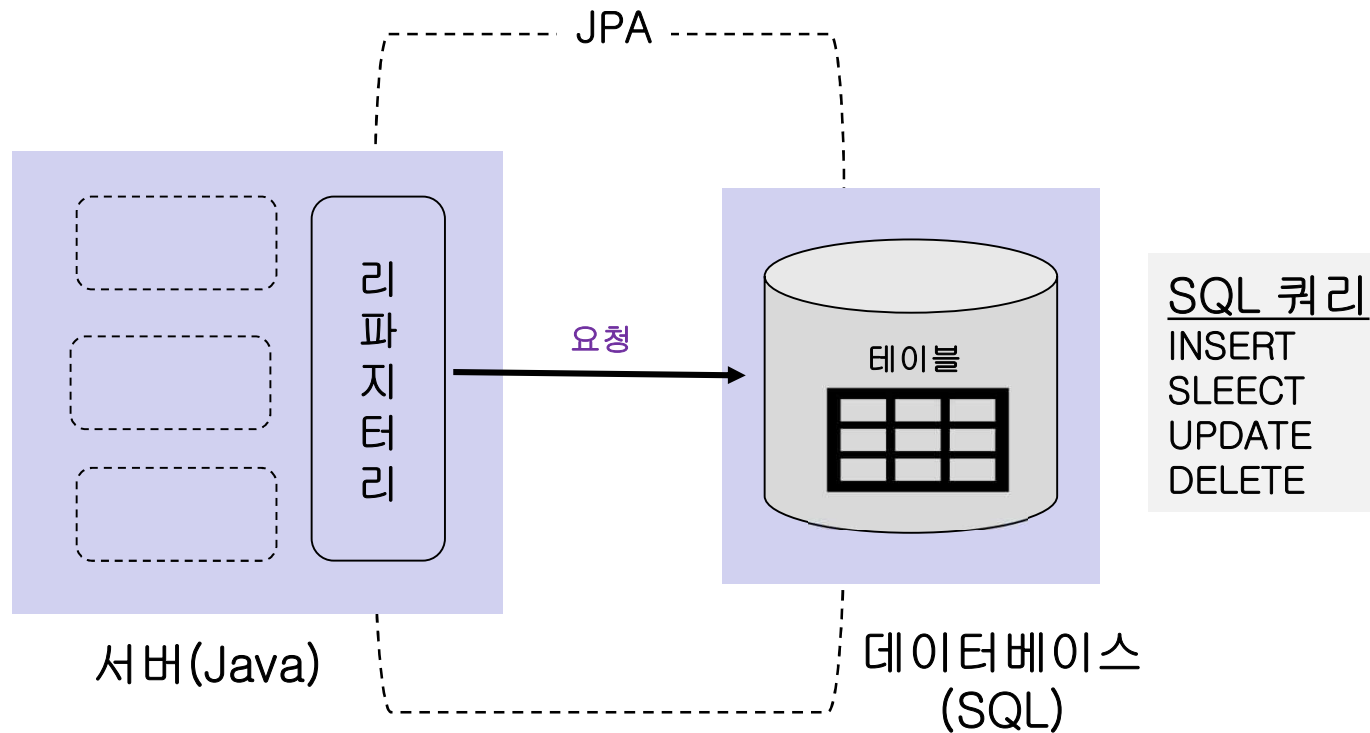 JPA
리
파
지
터
리
요청
테이블
SQL 쿼리
INSERT
SLEECT
UPDATE
DELETE
서버(Java)
데이터베이스
(SQL)